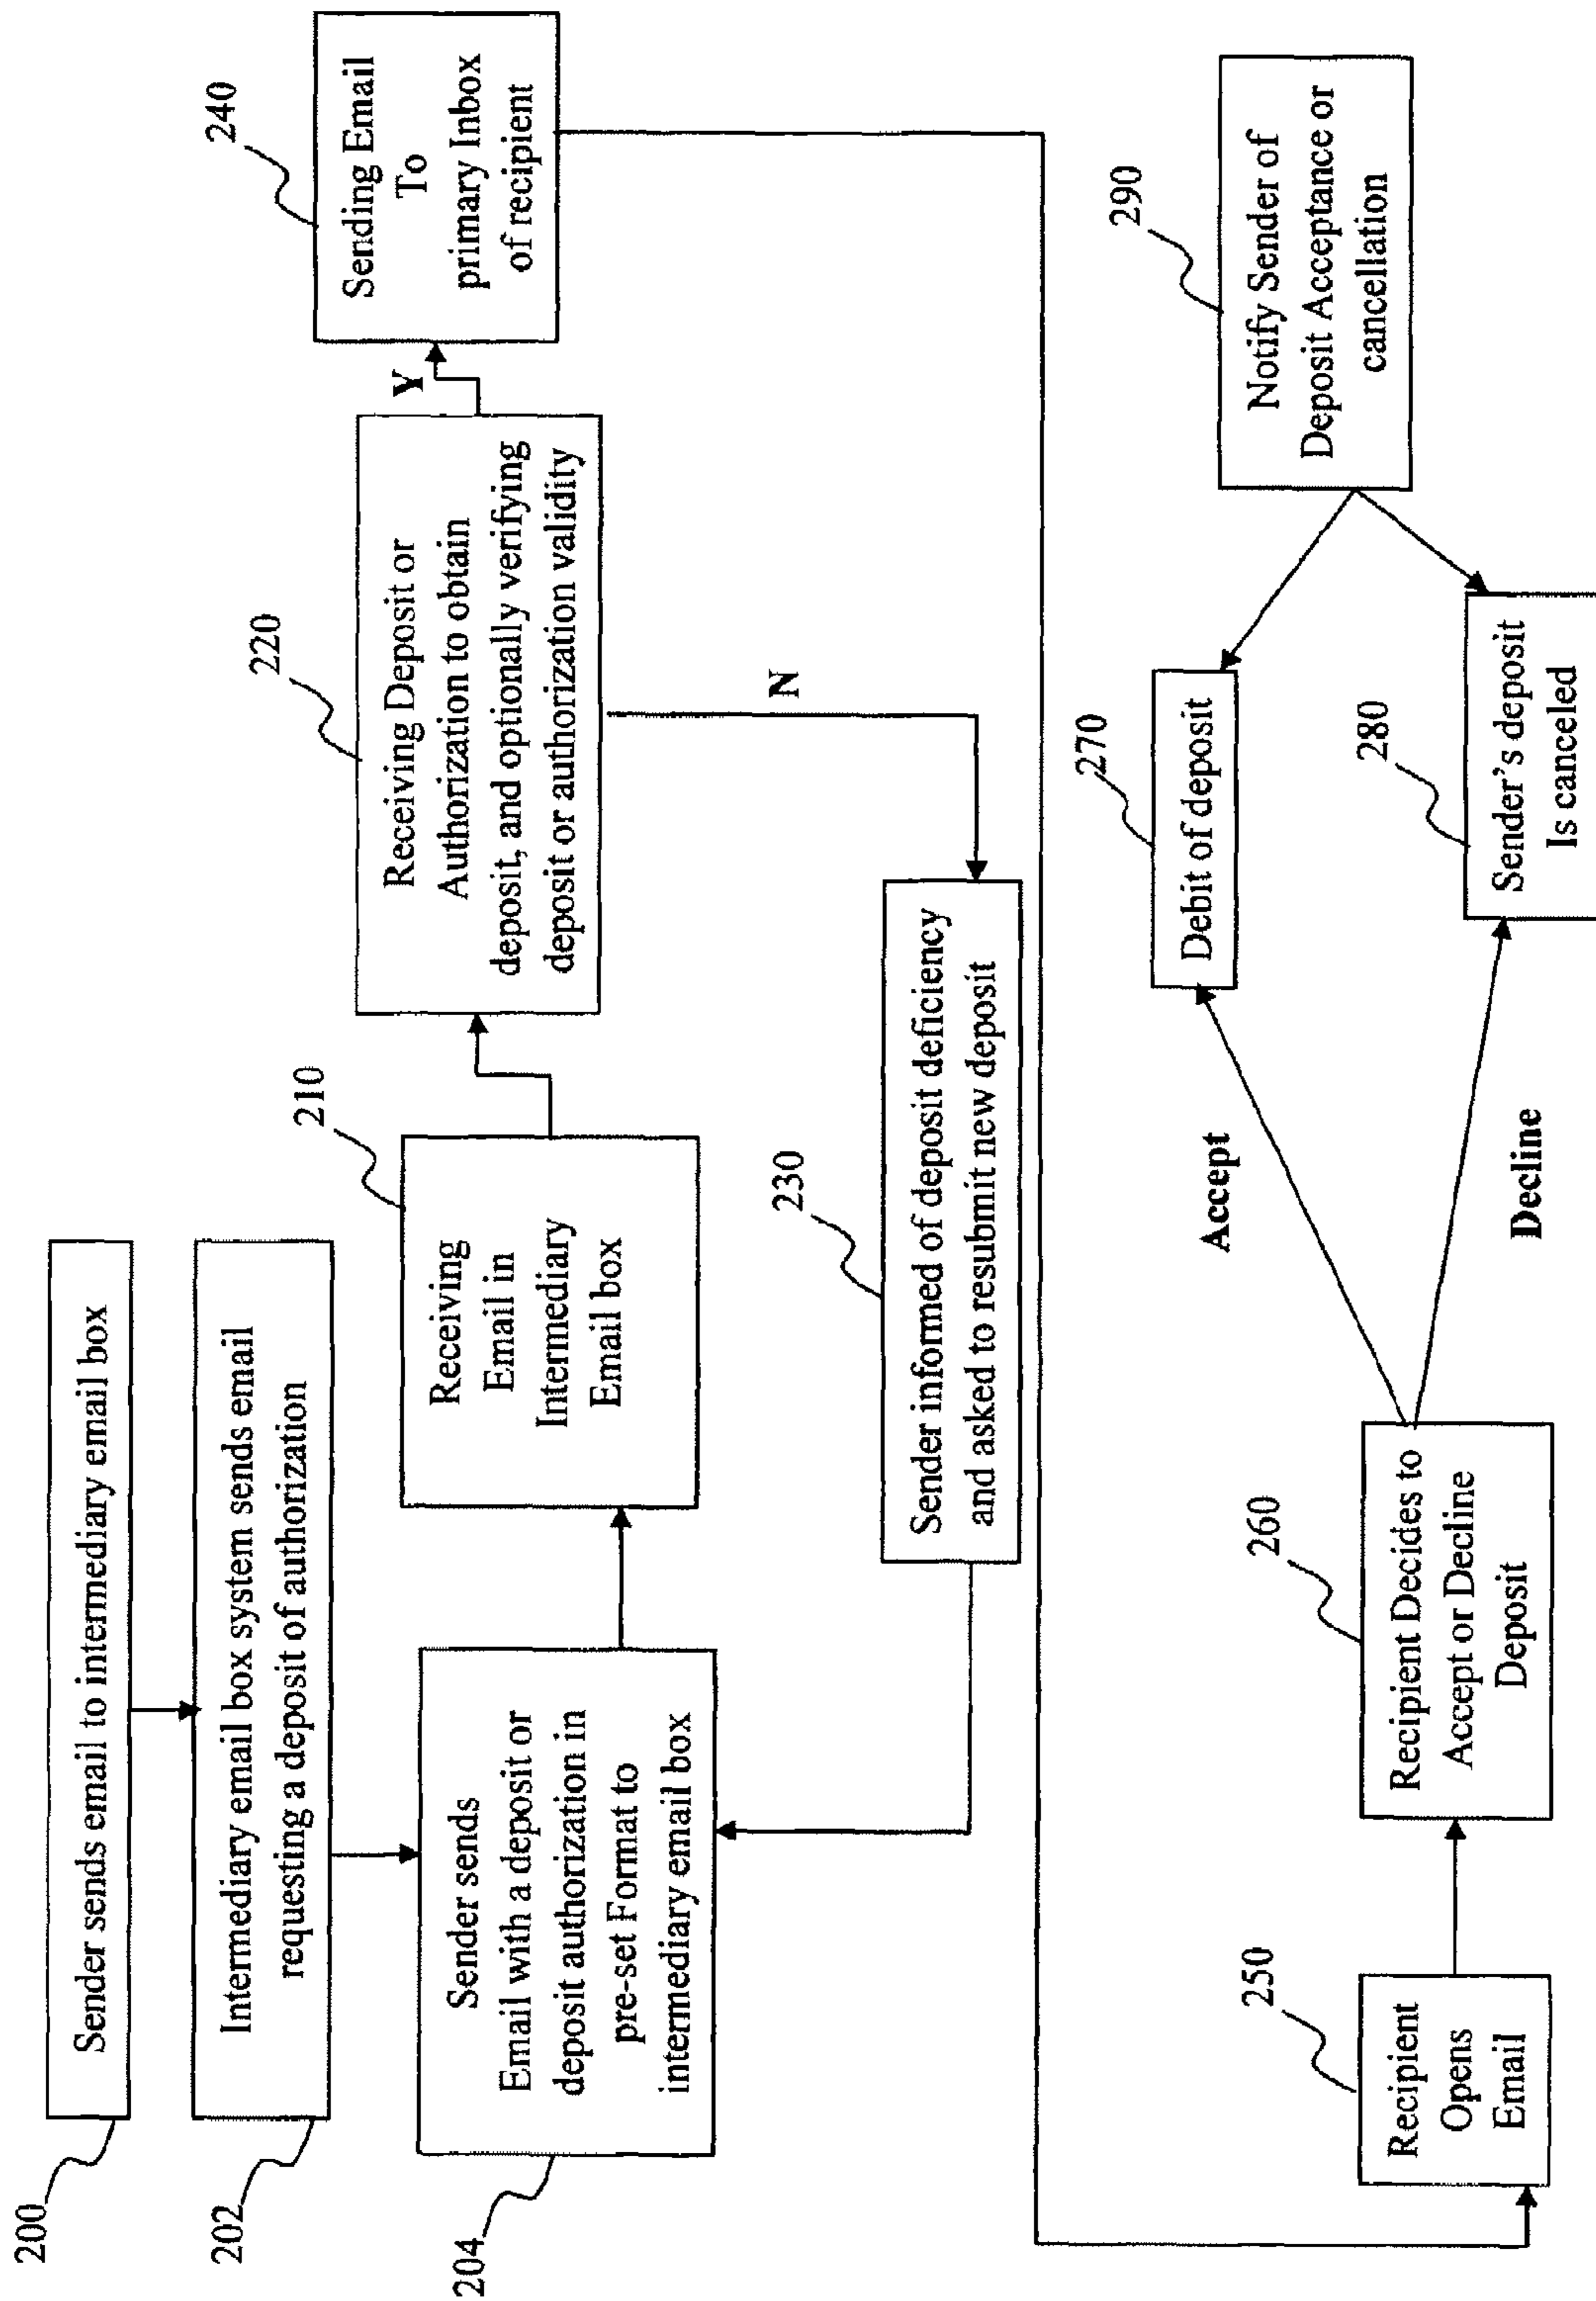 200
Sender sends email to intermediary email box
202
Intermediary email box system sends email
requesting a deposit of authorization
204
Sender sends
Email with a deposit or
deposit authorization in
pre-set Format to
intermediary email box
210
Receiving
Email in
Intermediary
Email box
220
Receiving Deposit or
Authorization to obtain
deposit, and optionally verifying
deposit or authorization validity
Y
N
240
Sending Email
To
primary Inbox
of recipient
230
Sender informed of deposit deficiency
and asked to resubmit new deposit
250
Recipient
Opens
Email
260
Recipient Decides to
Accept or Decline
Deposit
Accept
Decline
270
Debit of deposit
280
Sender's deposit
Is canceled
290
Notify Sender of
Deposit Acceptance or
cancellation